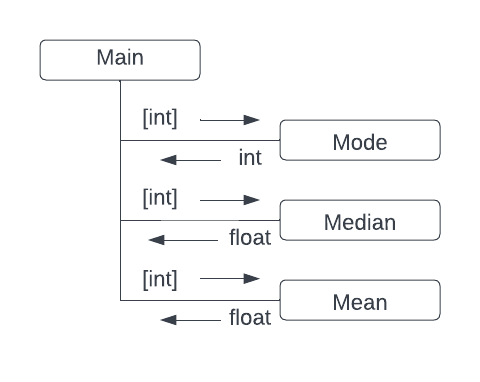 Main
[int]
Mode
int
[int]
Median
float
[int]
Mean
float